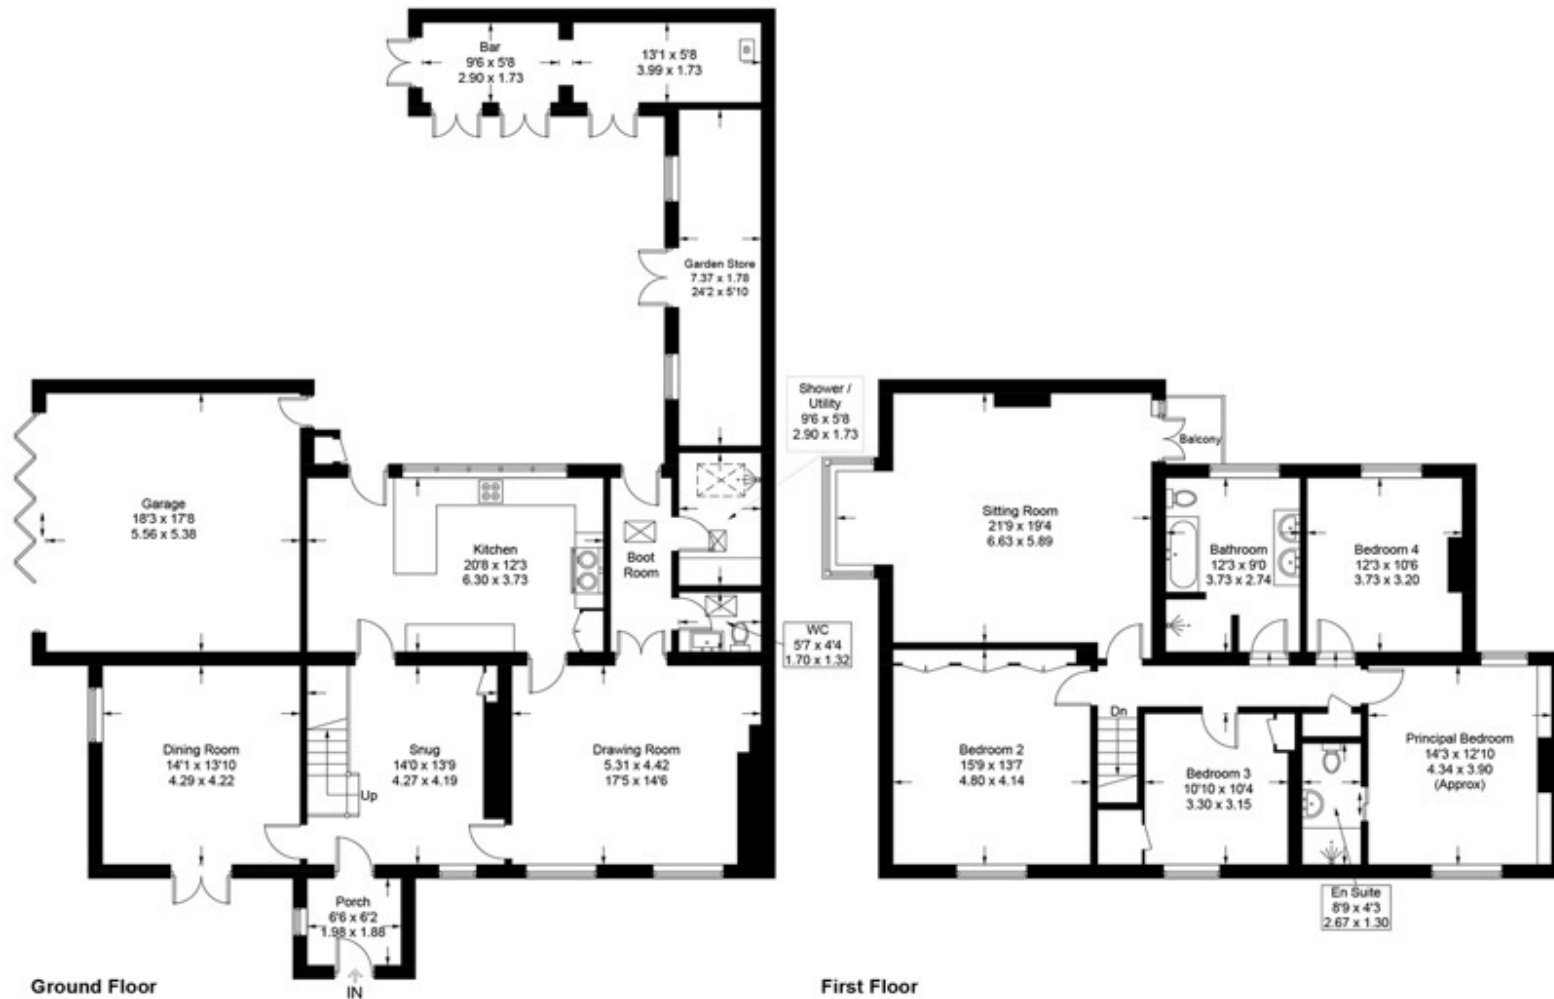 Bar
9'6 x 5'8
2.90 x 1.73
13'1 x 5'8
3.99 x 1.73
B
Garden Store
7.37 x 1.78
24'2 x 5'10
Shower /
Utility
9'6 x 5'8
2.90 x 1.73
Garage
18'3 x 17'8
5.56 x 5.38
Kitchen
20'8 x 12'3
6.30 x 3.73
Boot
Room
WC
5'7 x 4'4
1.70 x 1.32
Dining Room
14'1 x 13'10
4.29 x 4.22
Up
Snug
14'0 x 13'9
4.27 x 4.19
Drawing Room
5.31 x 4.42
17'5 x 14'6
Porch
6'6 x 6'2
1.98 x 1.88
IN
Ground Floor
Balcony
Sitting Room
21'9 x 19'4
6.63 x 5.89
Bathroom
12'3 x 9'0
3.73 x 2.74
Bedroom 4
12'3 x 10'6
3.73 x 3.20
Dn
Bedroom 2
15'9 x 13'7
4.80 x 4.14
Bedroom 3
10'10 x 10'4
3.30 x 3.15
Principal Bedroom
14'3 x 12'10
4.34 x 3.90
(Approx)
En Suite
8'9 x 4'3
2.67 x 1.30
First Floor